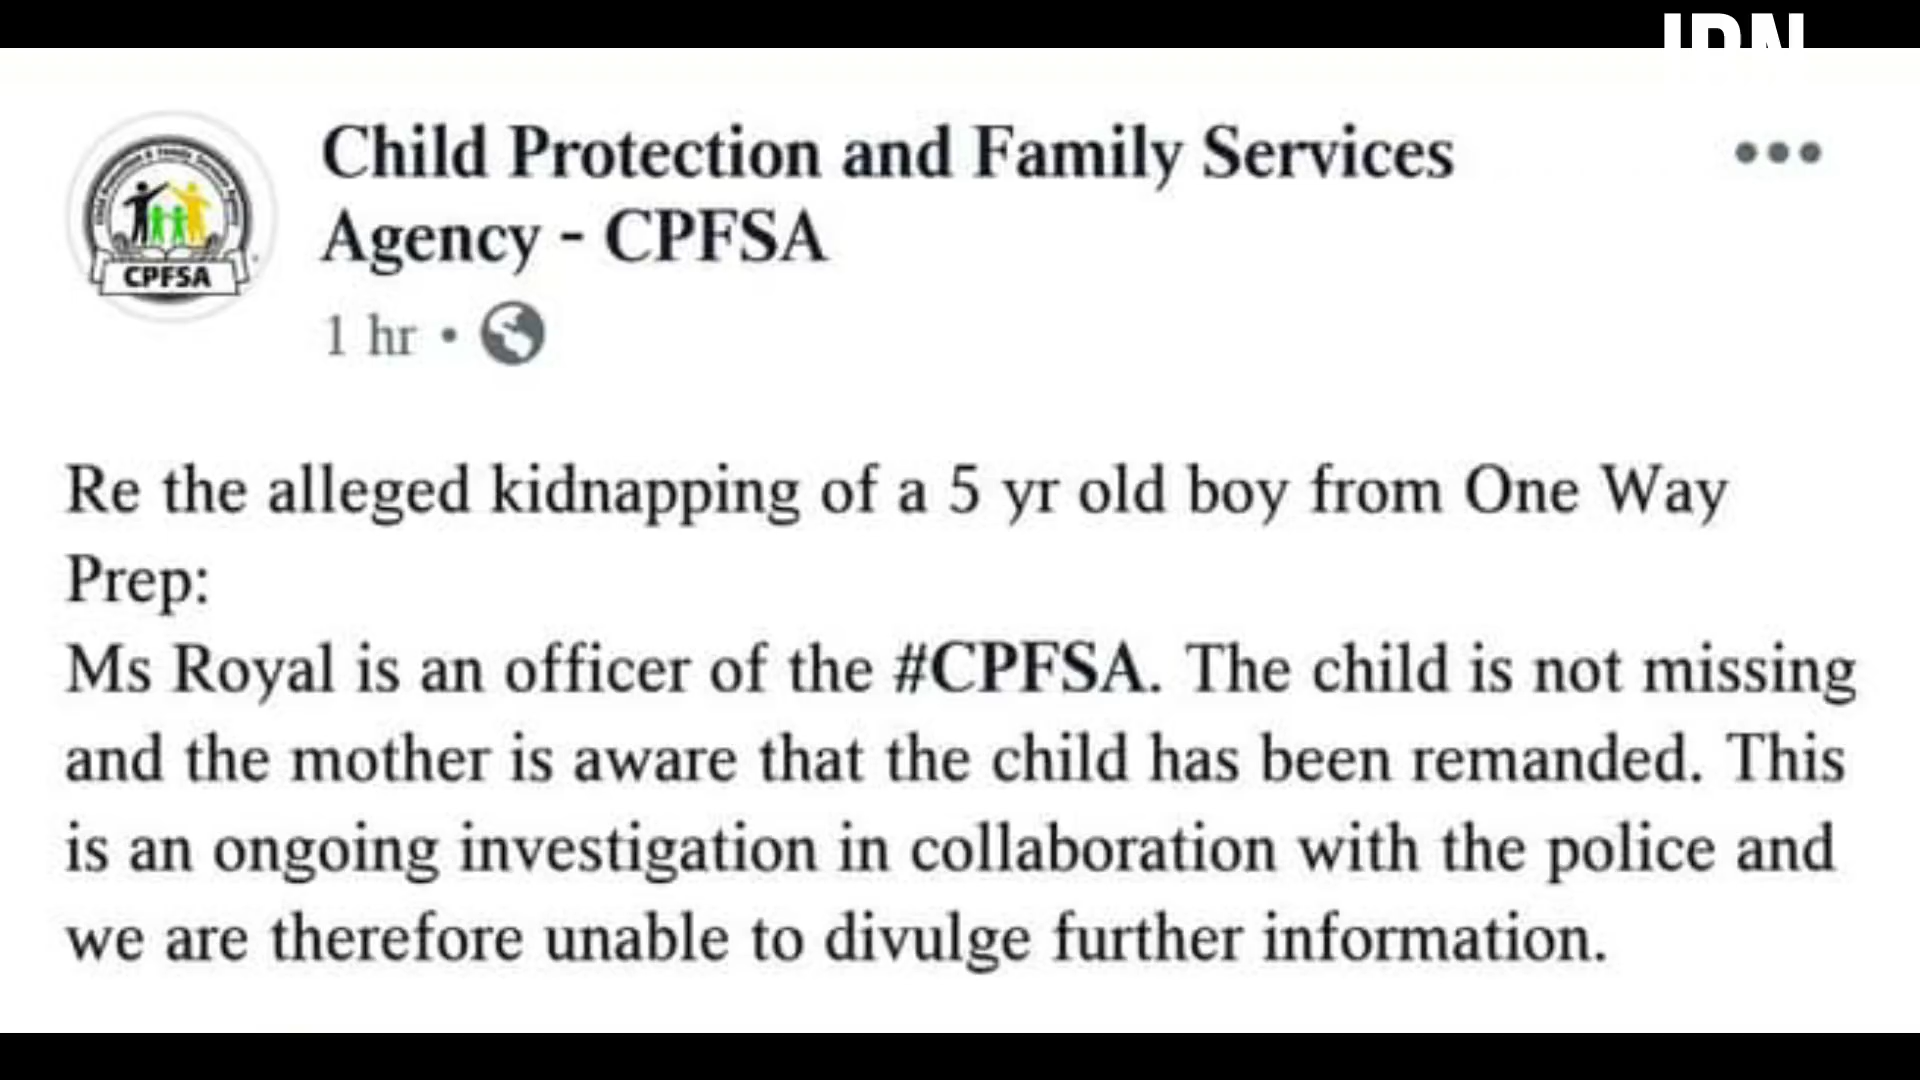 Child Protection and Family Services
Agency - CPFSA
CPFSA
1 hr •
Re the alleged kidnapping of a 5 yr old boy from One Way
Prep:
Ms Royal is an officer of the #CPFSA. The child is not missing
and the mother is aware that the child has been remanded. This
is an ongoing investigation in collaboration with the police and
we are therefore unable to divulge further information.